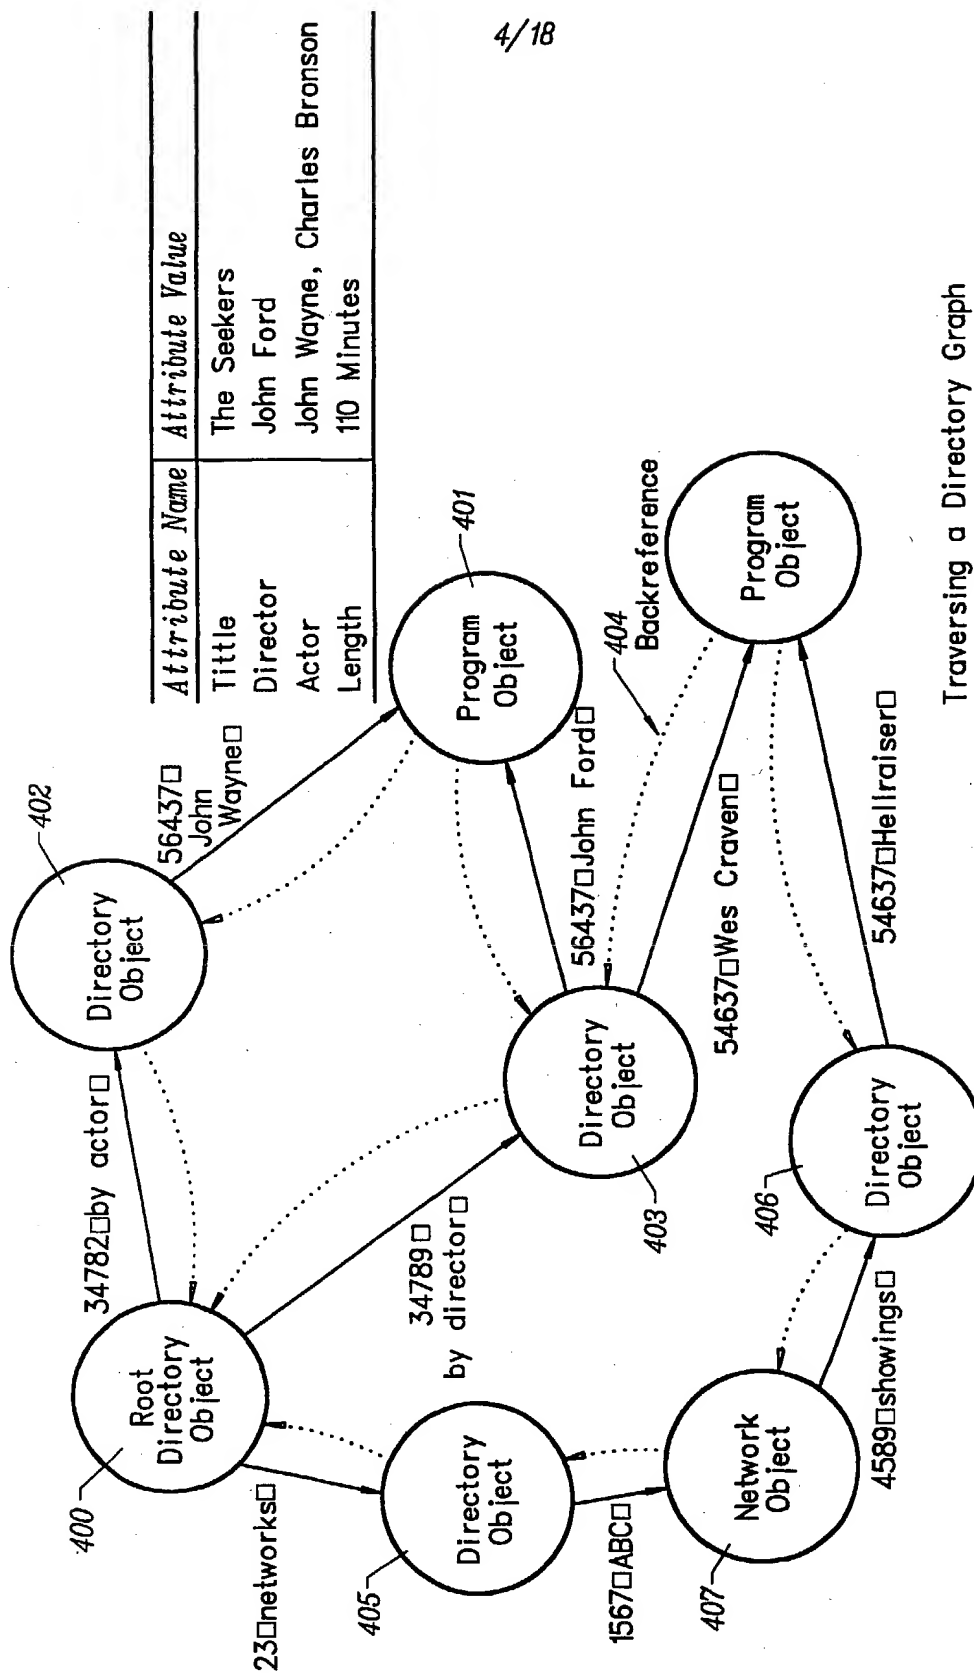 4/18
Attribute Name Attribute Value
Tittle The Seekers
Director John Ford
Actor John Wayne, Charles Bronson
Length 110 Minutes
402
Directory
Object
56437□
John
Wayne□
34782□by actor□
400
Root
Directory
Object
401
Program
Object
34789□
by director□
56437□John Ford□
404
Backreference
23□networks□
405
Directory
Object
403
Directory
Object
54637□Wes Craven□
Program
Object
1567□ABC□
407
Network
Object
406
Directory
Object
54637□Hellraiser□
4589□showings□
Traversing a Directory Graph